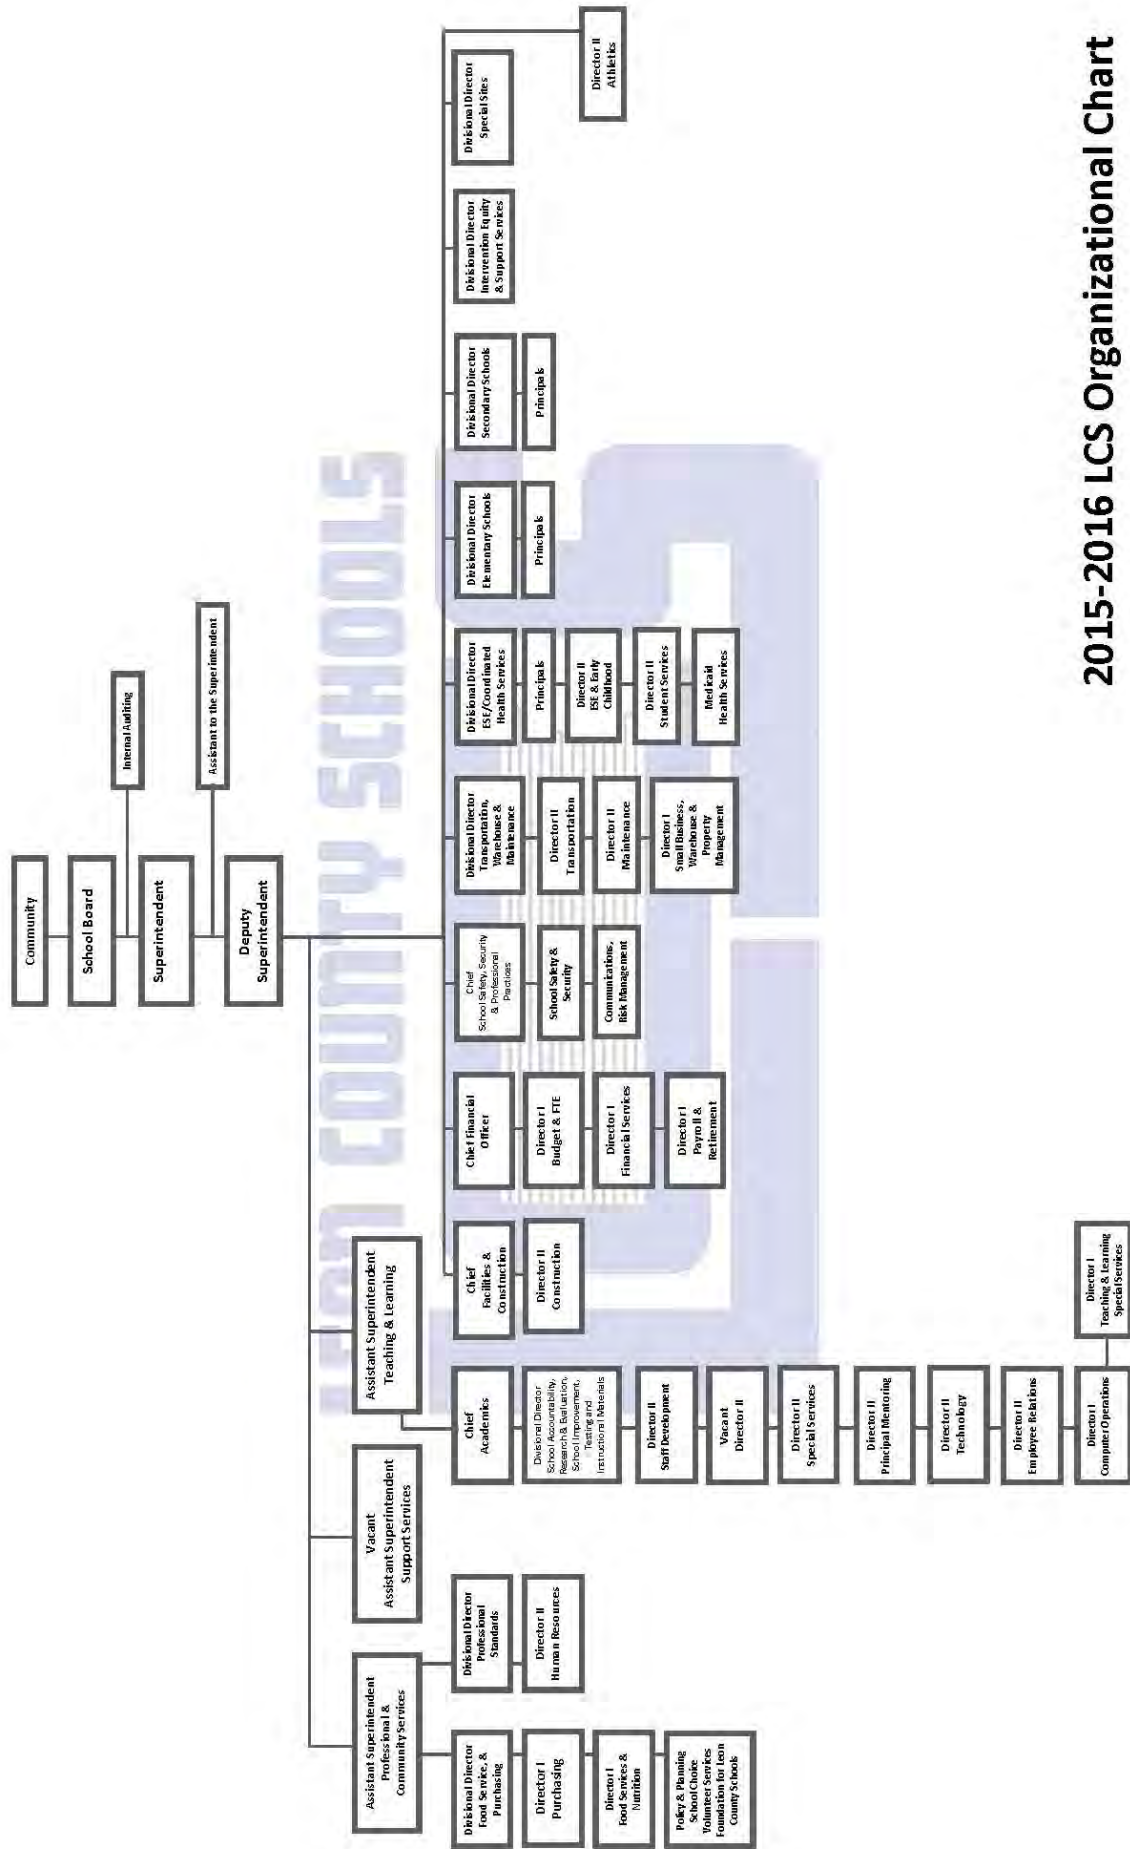 Community
School Board
Internal Auditing
Superintendent
Assistant to the Superintendent
Deputy
Superintendent
LEON COUNTY SCHOOLS
Assistant Superintendent
Professional &
Community Services
Vacant
Assistant Superintendent
Support Services
Assistant Superintendent
Teaching & Learning
Divisional Director
Food Service, &
Purchasing
Director I
Purchasing
Director I
Food Services &
Nutrition
Policy & Planning
School Choice
Volunteer Services
Foundation for Leon
County Schools
Divisional Director
Professional
Standards
Director II
Human Resources
Chief
Academics
Divisional Director
School Accountability,
Research & Evaluation,
School Improvement,
Testing and
Instructional Materials
Director II
Staff Development
Vacant
Director II
Director II
Special Services
Director II
Principal Mentoring
Director II
Technology
Director II
Employee Relations
Director I
Computer Operations
Director I
Teaching & Learning
Special Services
Chief
Facilities &
Construction
Director II
Construction
Chief Financial
Officer
Director I
Budget & FTE
Director I
Financial Services
Director I
Payroll &
Retirement
Chief
School Safety, Security
& Professional
Practices
School Safety &
Security
Communications,
Risk Management
Divisional Director
Transportation,
Warehouse &
Maintenance
Director II
Transportation
Director II
Maintenance
Director I
Small Business,
Warehouse &
Property
Management
Divisional Director
ESE/Coordinated
Health Services
Principals
Director II
ESE & Early
Childhood
Director II
Student Services
Medicaid
Health Services
Divisional Director
Elementary Schools
Principals
Divisional Director
Secondary Schools
Principals
Divisional Director
Intervention Equity
& Support Services
Divisional Director
Special Sites
Director II
Athletics
2015-2016 LCS Organizational Chart